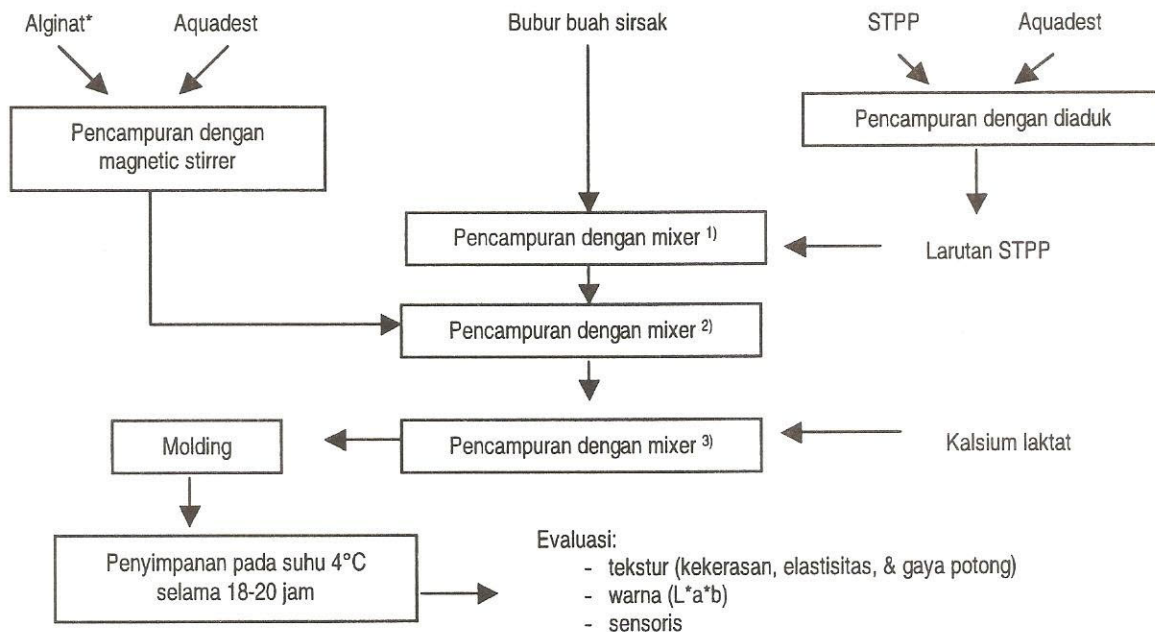 Alginat*
Aquadest
Bubur buah sirsak
STPP
Aquadest
Pencampuran dengan
magnetic stirrer
Pencampuran dengan diaduk
Pencampuran dengan mixer ¹⁾
Larutan STPP
Pencampuran dengan mixer ²⁾
Molding
Pencampuran dengan mixer ³⁾
Kalsium laktat
Penyimpanan pada suhu 4°C
selama 18-20 jam
Evaluasi:
- tekstur (kekerasan, elastisitas, & gaya potong)
- warna (L*a*b)
- sensoris